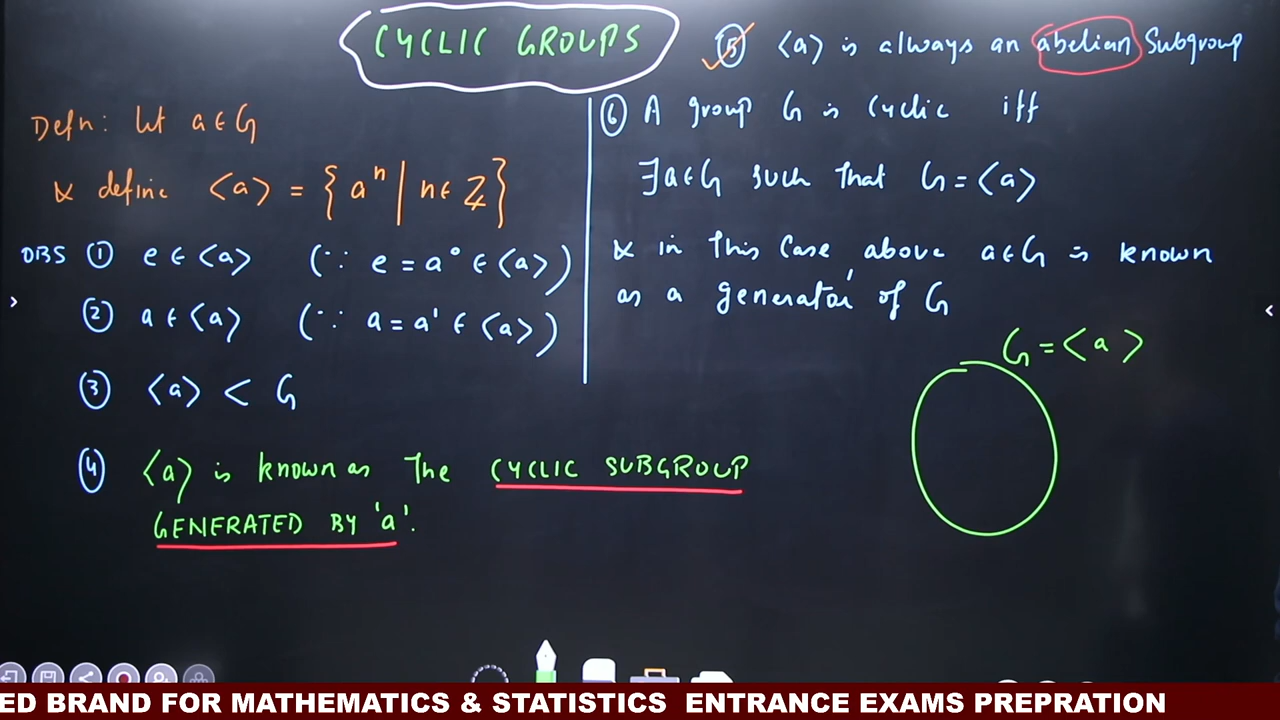 CYCLIC GROUPS
Defn: let a ∈ G
& define <a> = { aⁿ | n ∈ ℤ }
OBS ① e ∈ <a> (∵ e = a⁰ ∈ <a>)
② a ∈ <a> (∵ a = a¹ ∈ <a>)
③ <a> < G
④ <a> is known as the CYCLIC SUBGROUP
GENERATED BY 'a'.
⑤ <a> is always an abelian Subgroup
⑥ A group G is cyclic iff
∃ a ∈ G such that G = <a>
& in this case above a ∈ G is known
as a generator of G
G = <a>
ED BRAND FOR MATHEMATICS & STATISTICS ENTRANCE EXAMS PREPRATION